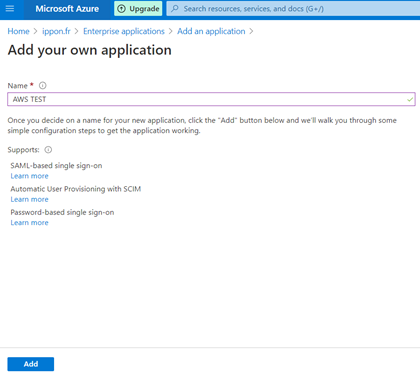 Microsoft Azure
Upgrade
Search resources, services, and docs (G+/)
Home > ippon.fr > Enterprise applications > Add an application >
Add your own application
Name *
AWS TEST
Once you decide on a name for your new application, click the "Add" button below and we'll walk you through some
simple configuration steps to get the application working.
Supports:
SAML-based single sign-on
Learn more
Automatic User Provisioning with SCIM
Learn more
Password-based single sign-on
Learn more
Add